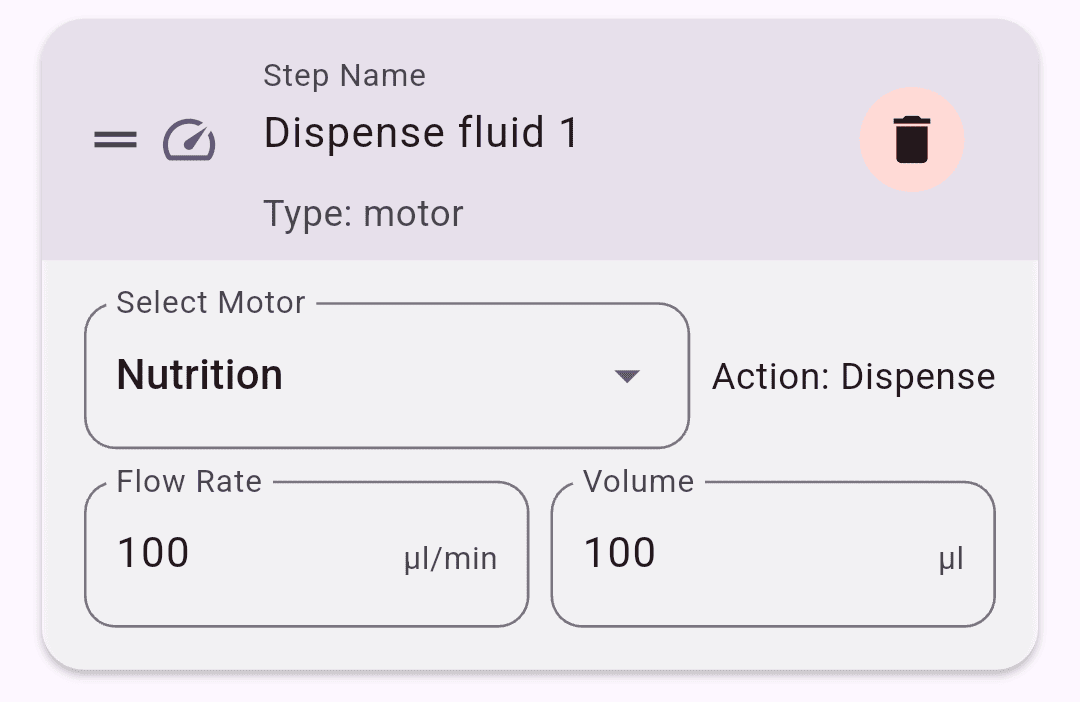 Step Name
Dispense fluid 1
Type: motor
Select Motor
Nutrition
Action: Dispense
Flow Rate
100 µl/min
Volume
100 µl